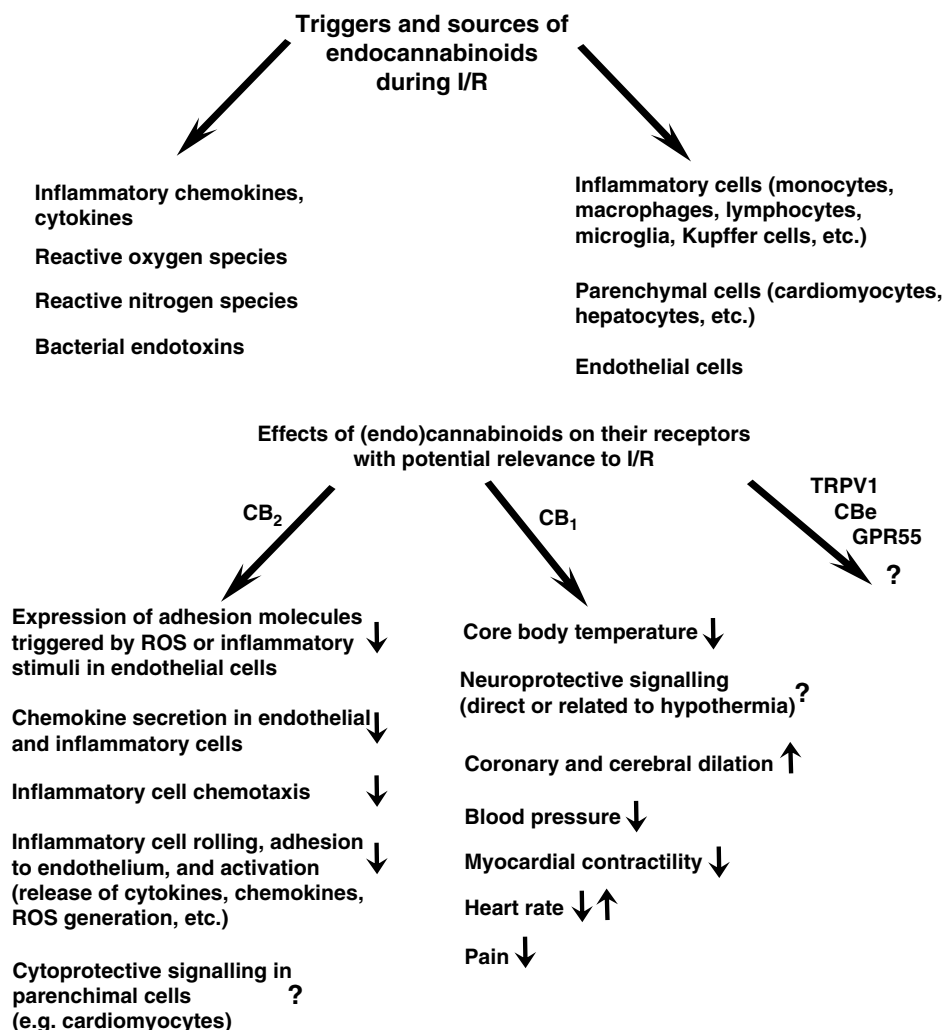 Triggers and sources of
endocannabinoids
during I/R
Inflammatory chemokines,
cytokines
Reactive oxygen species
Reactive nitrogen species
Bacterial endotoxins
Inflammatory cells (monocytes,
macrophages, lymphocytes,
microglia, Kupffer cells, etc.)
Parenchymal cells (cardiomyocytes,
hepatocytes, etc.)
Endothelial cells
Effects of (endo)cannabinoids on their receptors
with potential relevance to I/R
CB₂
CB₁
TRPV1
CBe
GPR55
?
Expression of adhesion molecules
triggered by ROS or inflammatory ↓
stimuli in endothelial cells
Chemokine secretion in endothelial ↓
and inflammatory cells
Inflammatory cell chemotaxis ↓
Inflammatory cell rolling, adhesion
to endothelium, and activation ↓
(release of cytokines, chemokines,
ROS generation, etc.)
Cytoprotective signalling in
parenchimal cells ?
(e.g. cardiomyocytes)
Core body temperature ↓
Neuroprotective signalling
(direct or related to hypothermia) ?
Coronary and cerebral dilation ↑
Blood pressure ↓
Myocardial contractility ↓
Heart rate ↓ ↑
Pain ↓